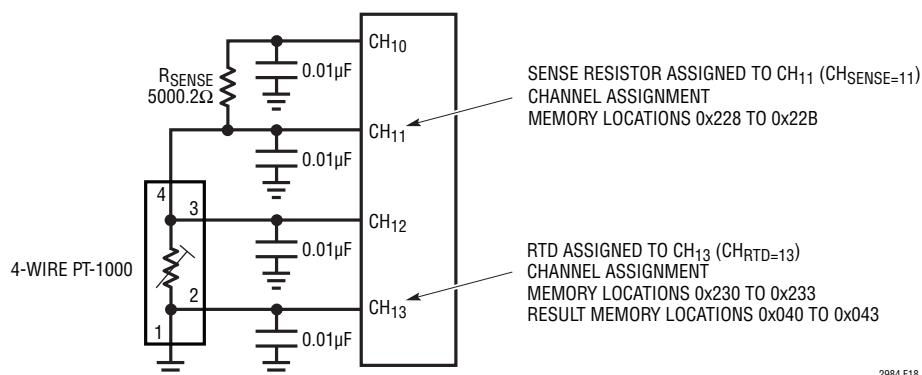 CH10
0.01µF
RSENSE
5000.2Ω
CH11
0.01µF
SENSE RESISTOR ASSIGNED TO CH11 (CHSENSE=11)
CHANNEL ASSIGNMENT
MEMORY LOCATIONS 0x228 TO 0x22B
4
3
CH12
0.01µF
4-WIRE PT-1000
2
1
CH13
0.01µF
RTD ASSIGNED TO CH13 (CHRTD=13)
CHANNEL ASSIGNMENT
MEMORY LOCATIONS 0x230 TO 0x233
RESULT MEMORY LOCATIONS 0x040 TO 0x043
2984 F18